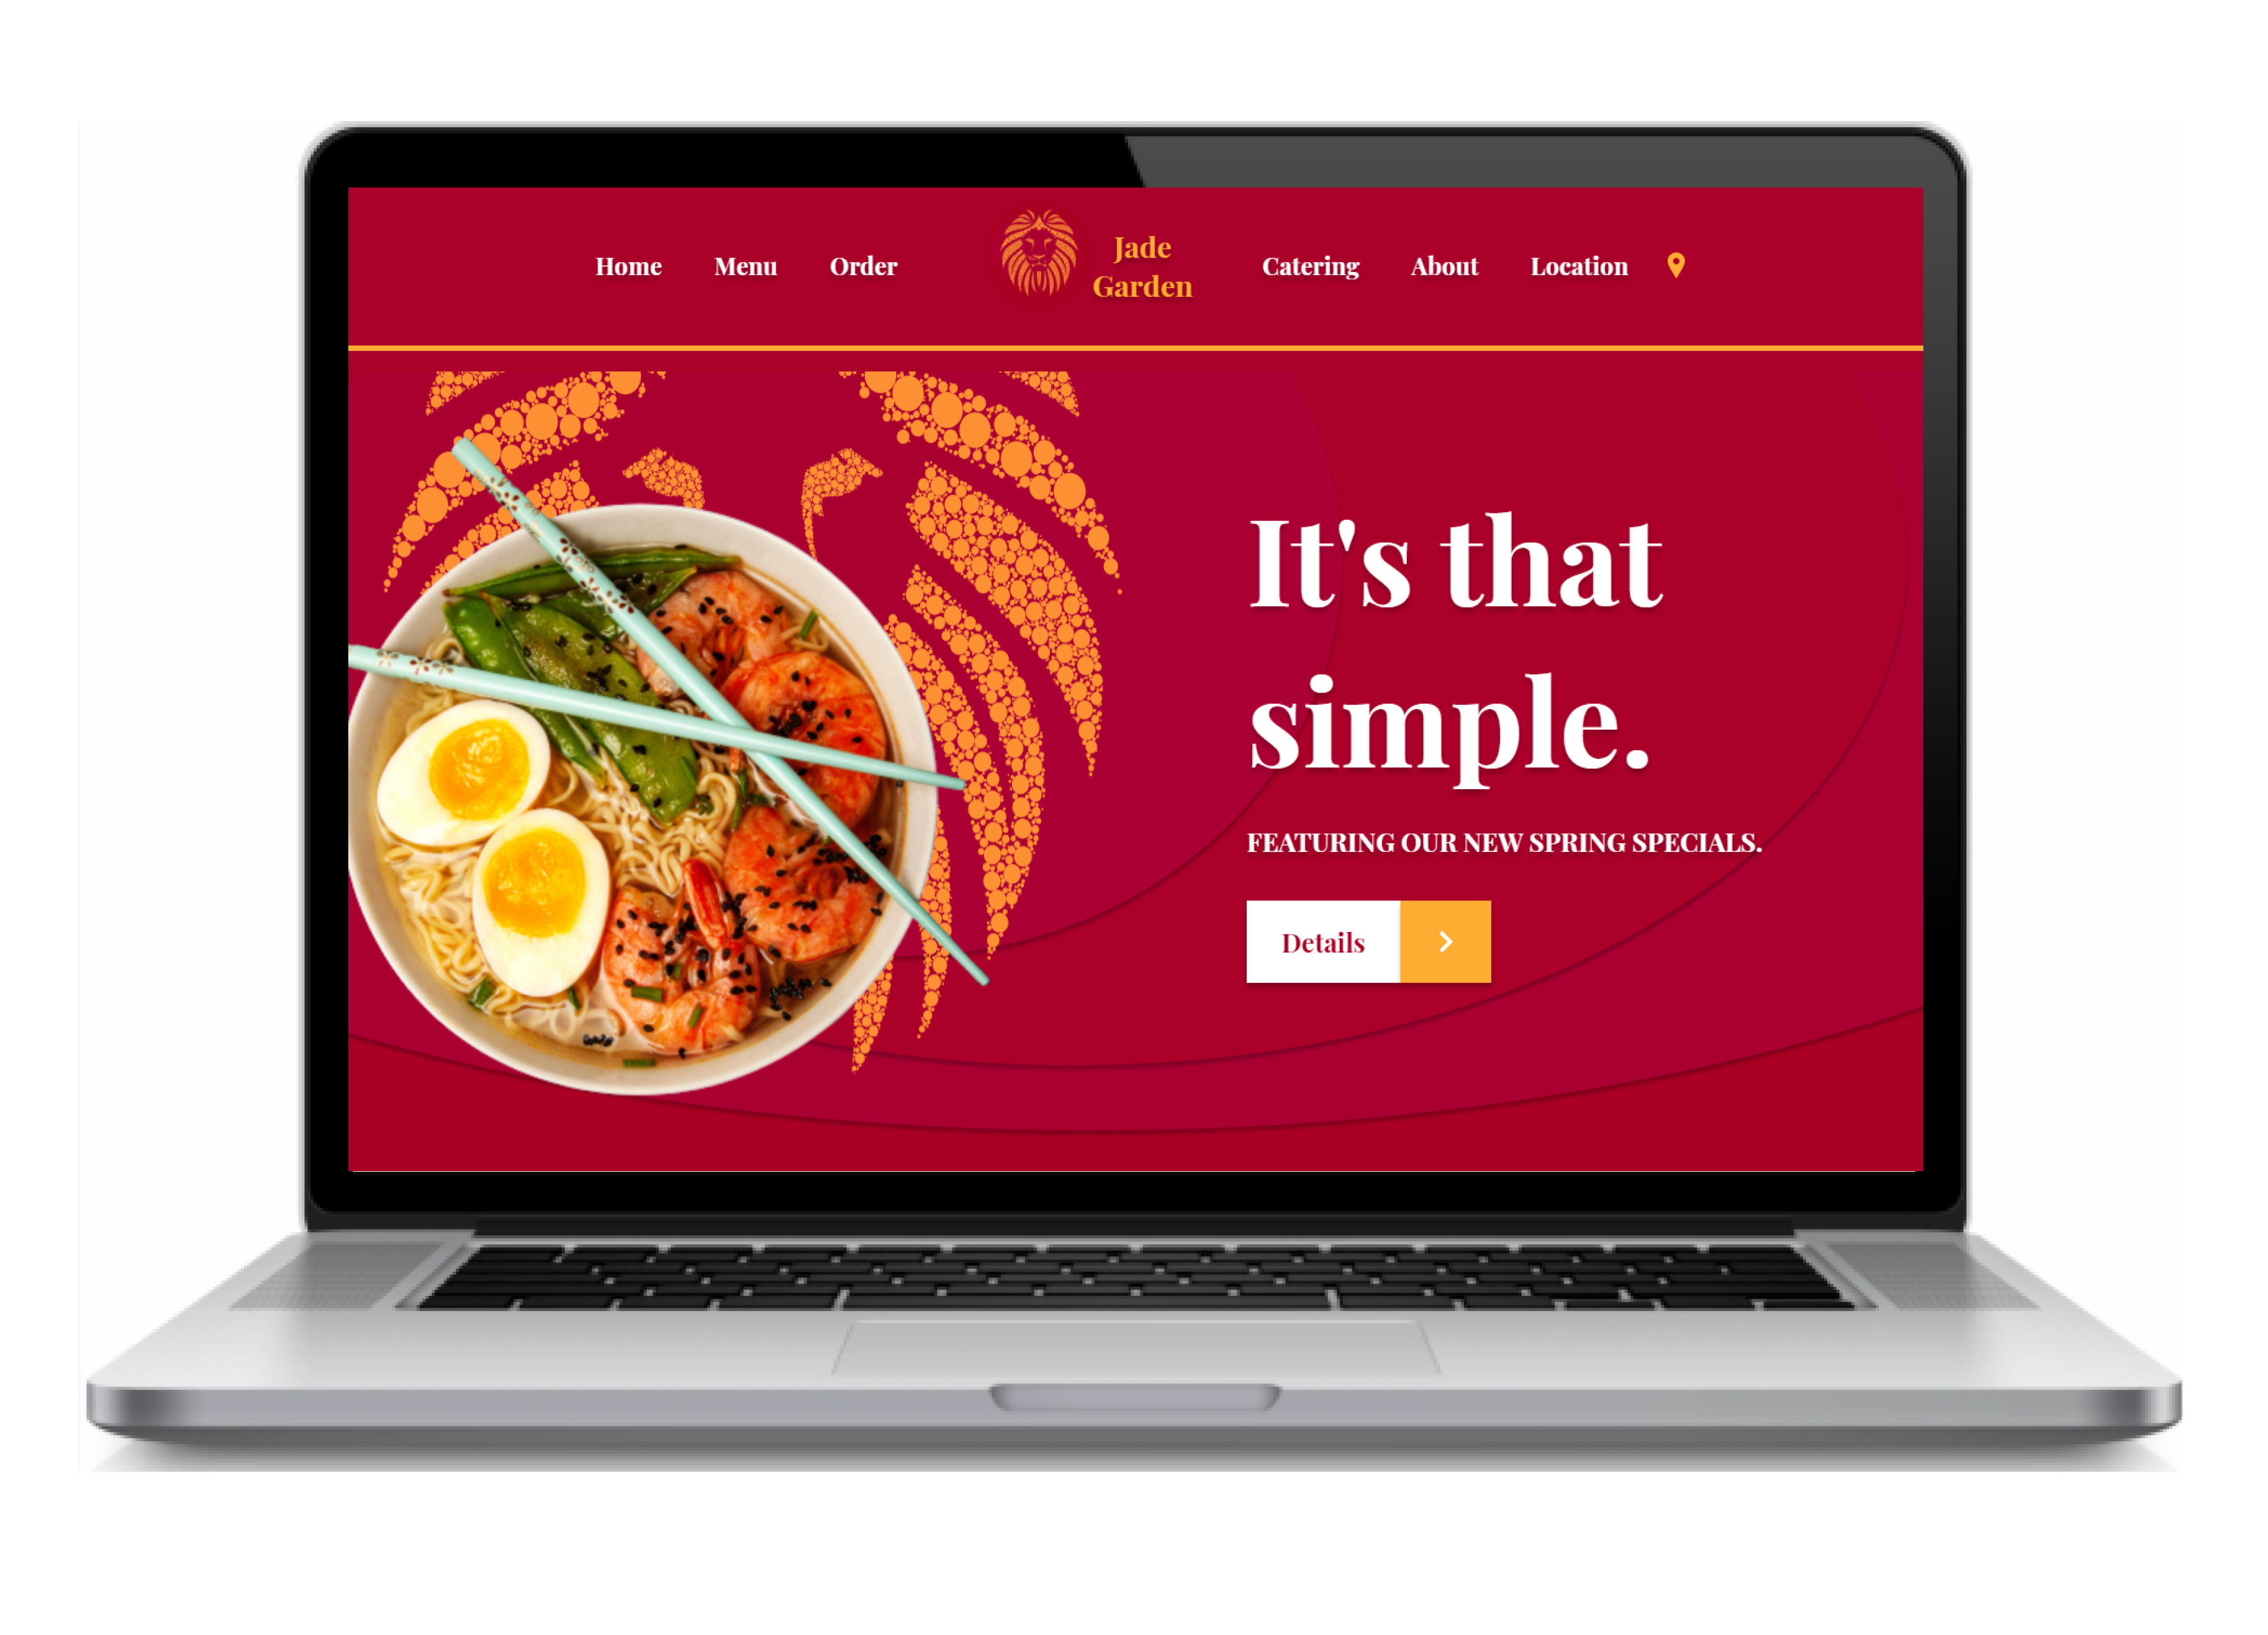 Home Menu Order
Jade
Garden
Catering About Location
It's that
simple.
FEATURING OUR NEW SPRING SPECIALS.
Details